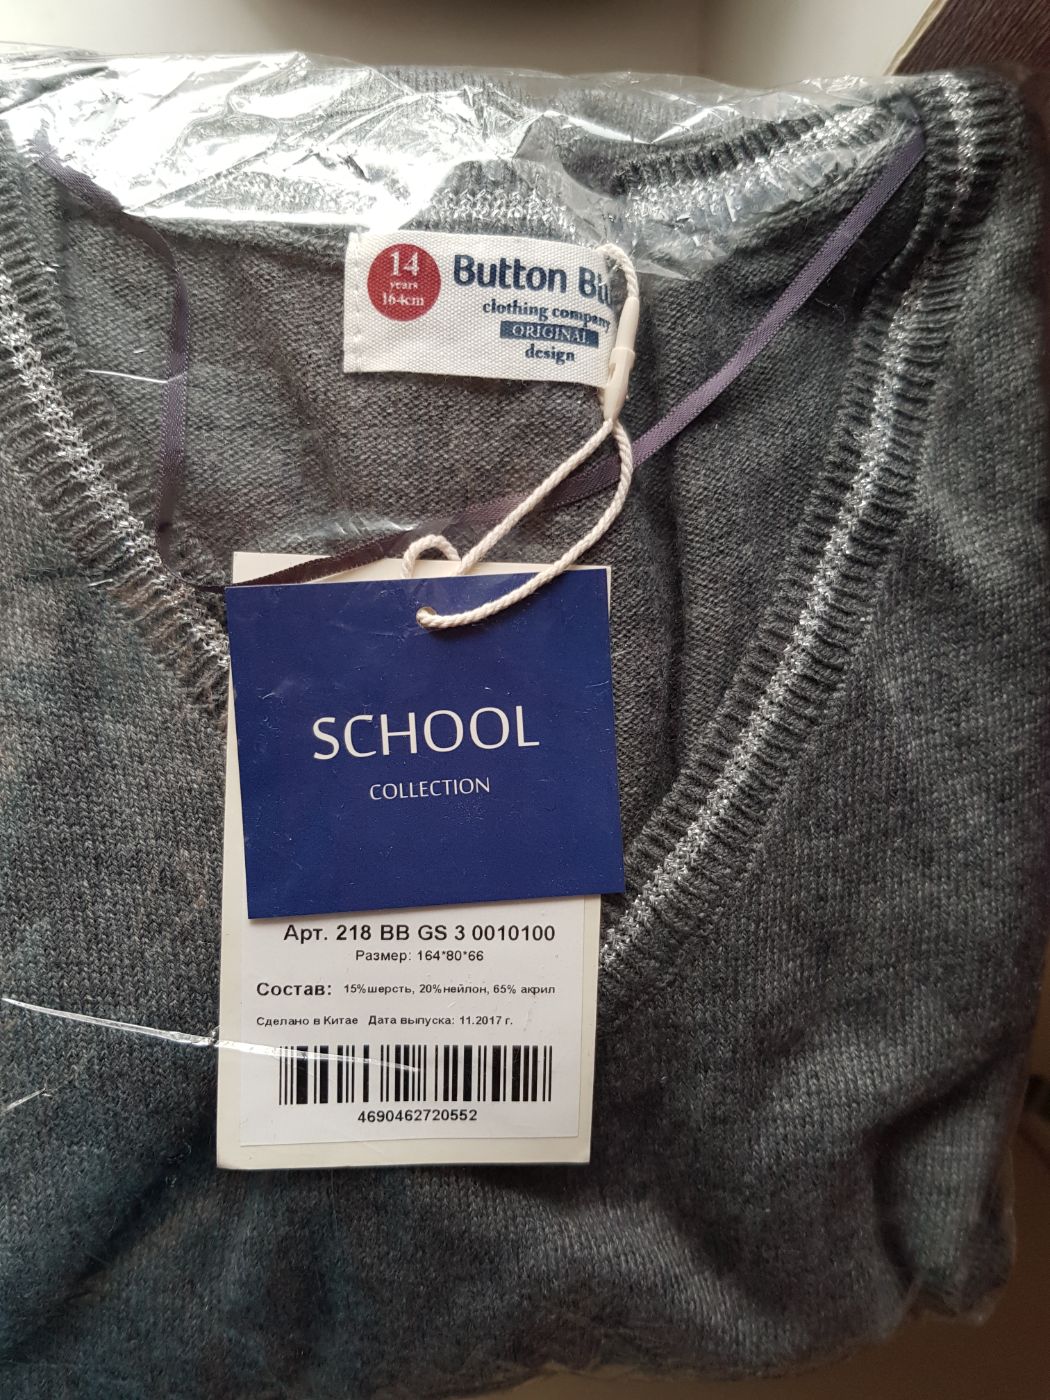 14
years
164cm
Button
clothing company
ORIGINAL
design
SCHOOL
COLLECTION
Арт. 218 BB GS 3 0010100
Размер: 164*80*66
Состав: 15%шерсть, 20%нейлон, 65% акрил
Сделано в Китае Дата выпуска: 11.2017 г.
4690462720552